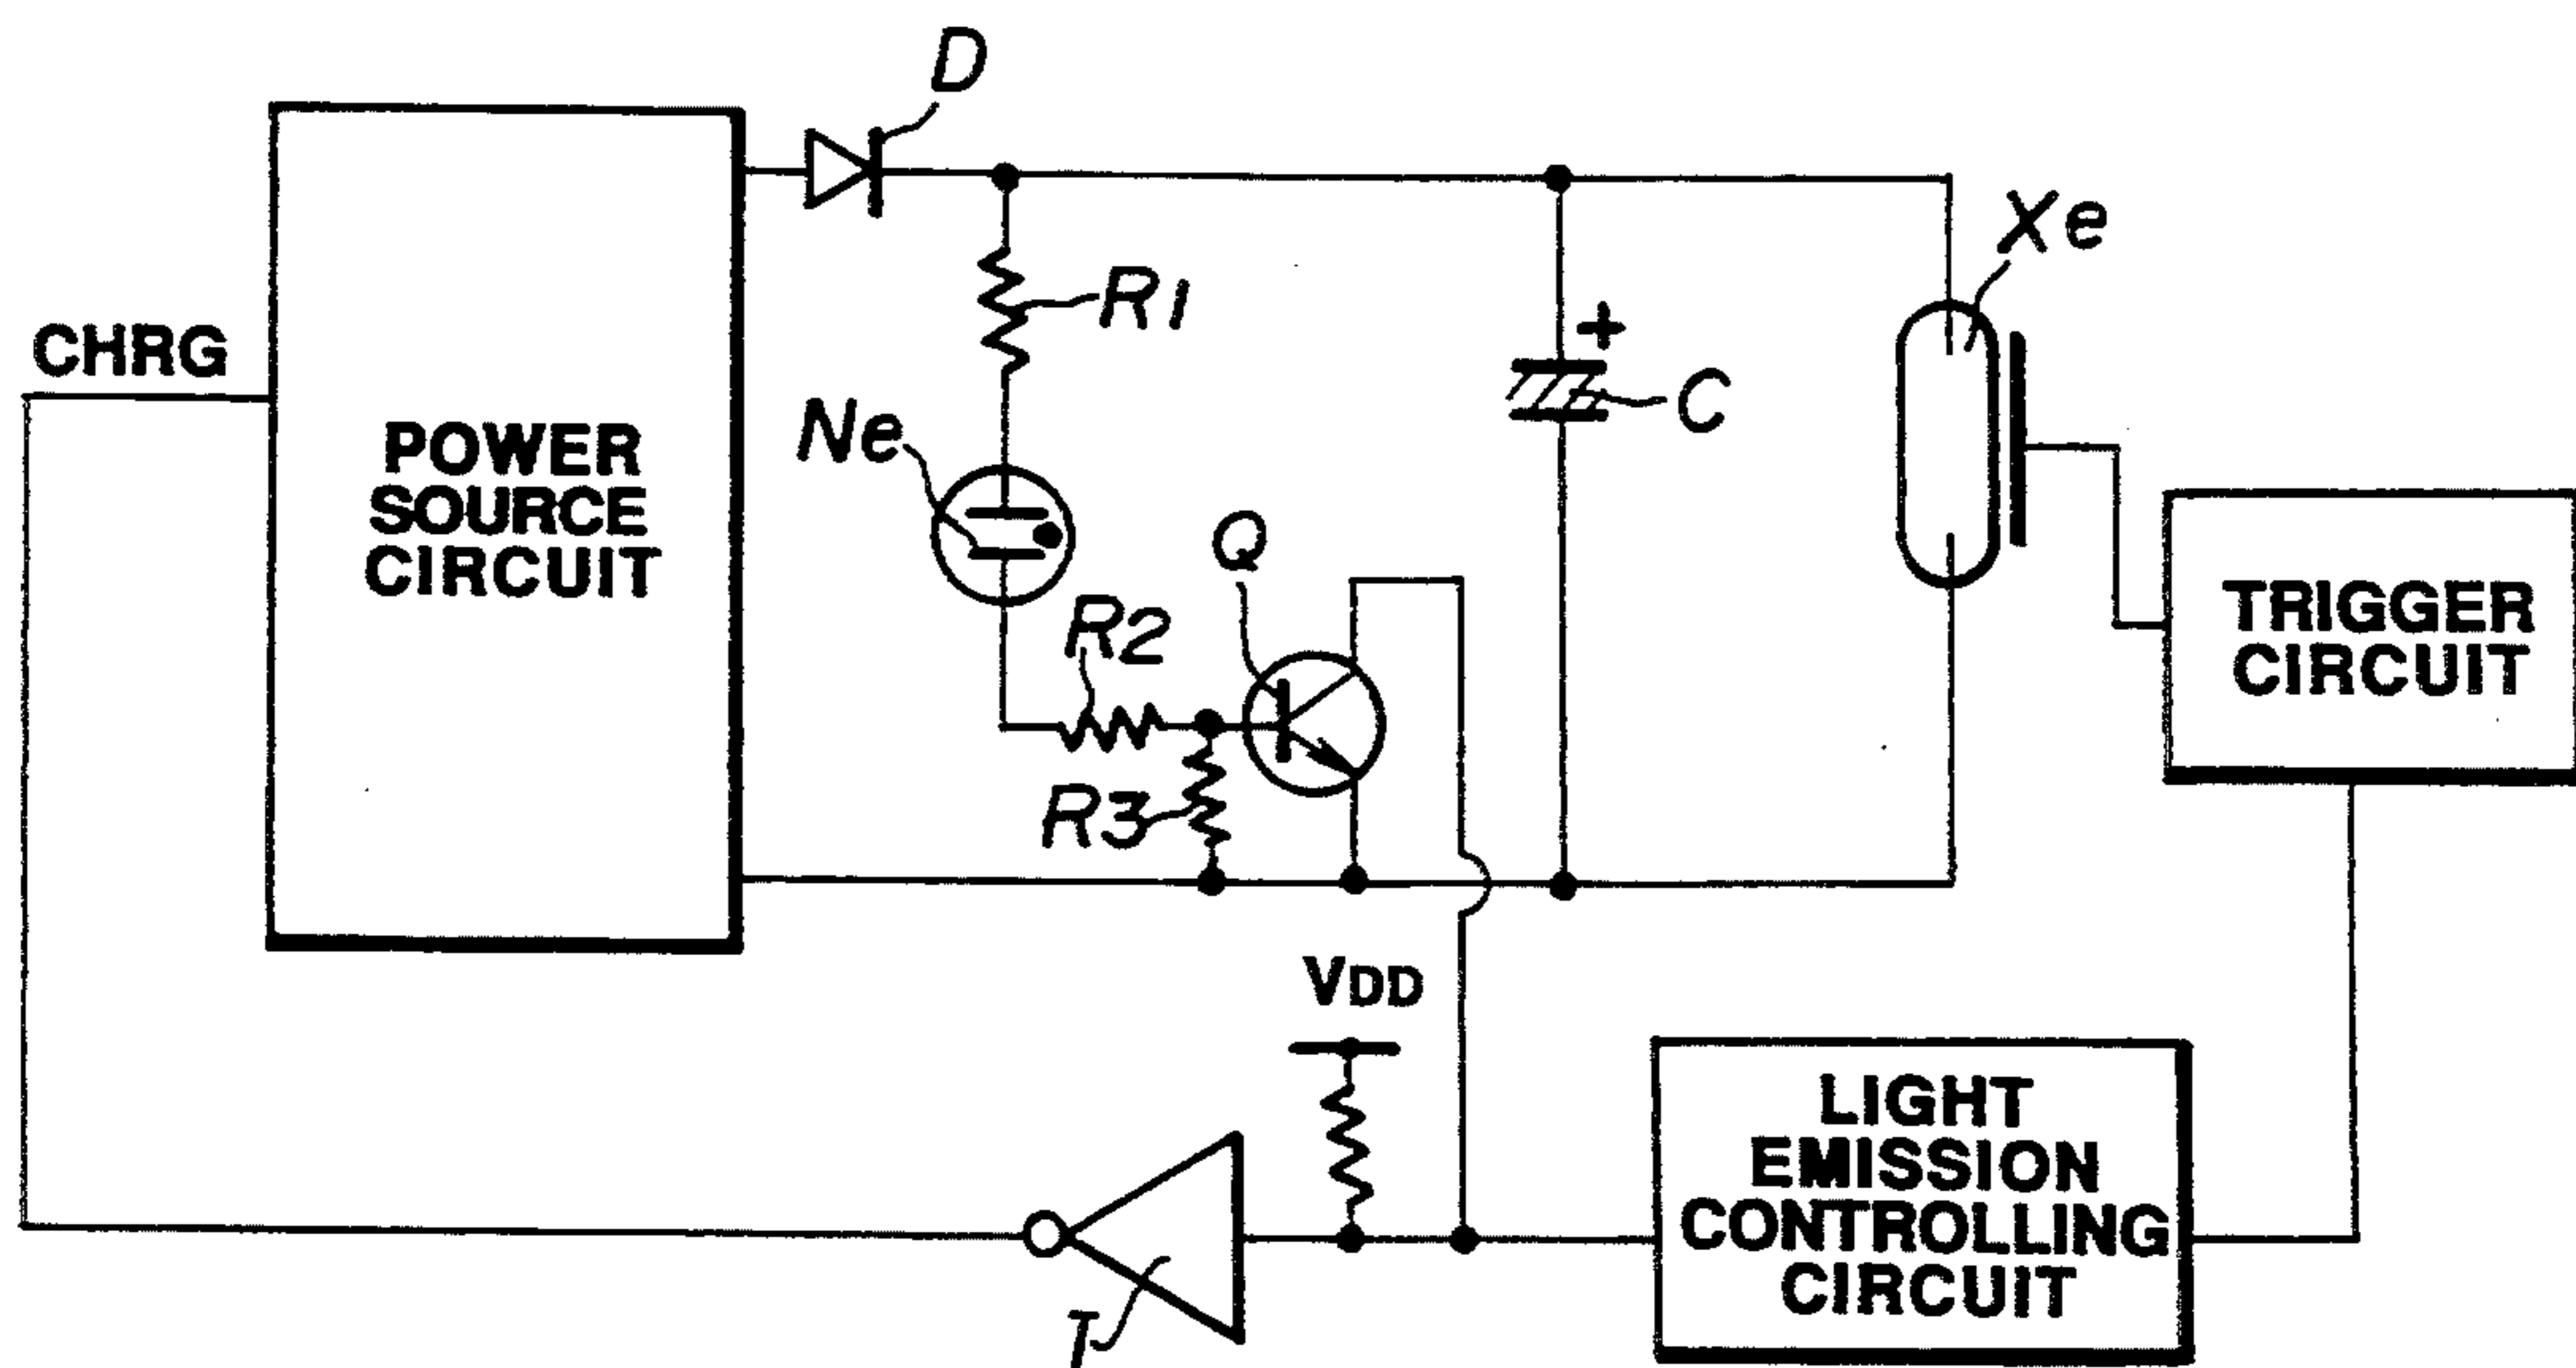 D
Xe
CHRG
R1
+
C
Ne
POWER
SOURCE
CIRCUIT
Q
R2
TRIGGER
CIRCUIT
R3
VDD
LIGHT
EMISSION
CONTROLLING
CIRCUIT